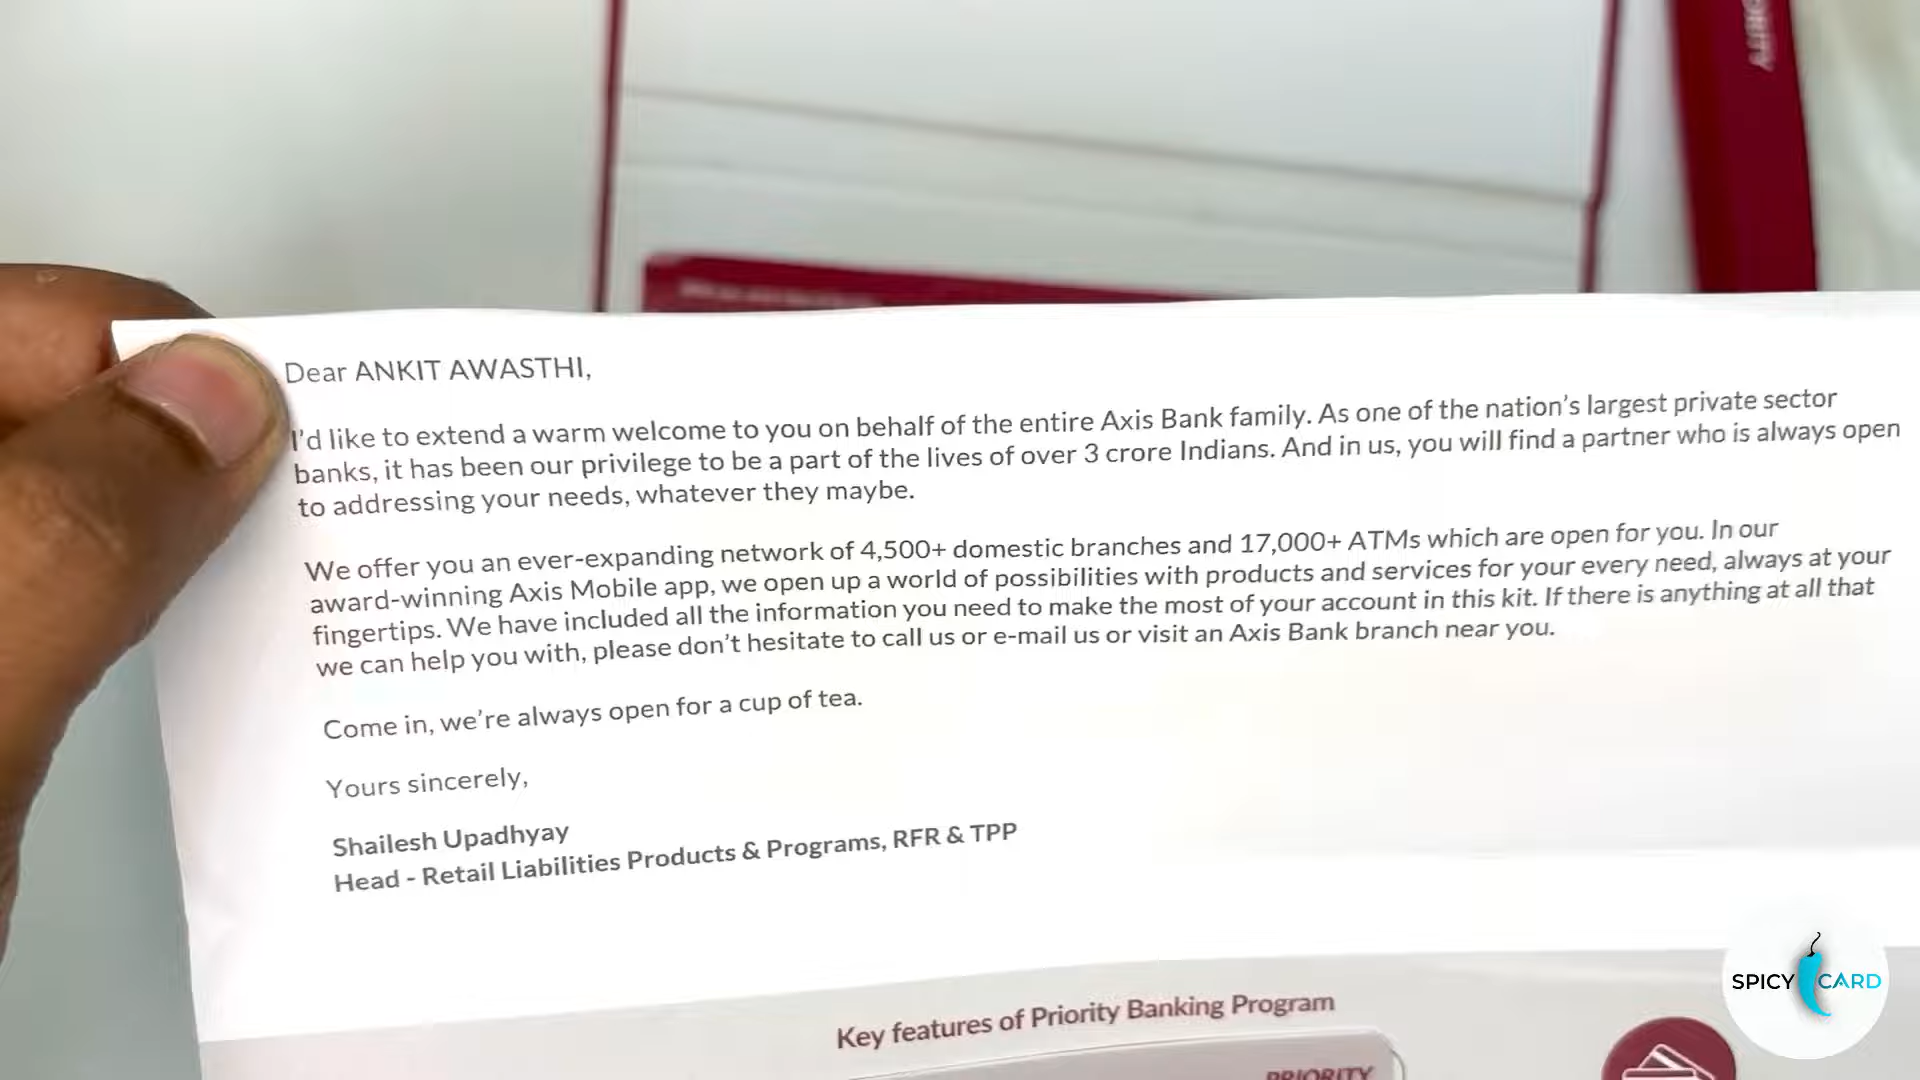 Dear ANKIT AWASTHI,
I'd like to extend a warm welcome to you on behalf of the entire Axis Bank family. As one of the nation's largest private sector
banks, it has been our privilege to be a part of the lives of over 3 crore Indians. And in us, you will find a partner who is always open
to addressing your needs, whatever they maybe.
We offer you an ever-expanding network of 4,500+ domestic branches and 17,000+ ATMs which are open for you. In our
award-winning Axis Mobile app, we open up a world of possibilities with products and services for your every need, always at your
fingertips. We have included all the information you need to make the most of your account in this kit. If there is anything at all that
we can help you with, please don't hesitate to call us or e-mail us or visit an Axis Bank branch near you.
Come in, we're always open for a cup of tea.
Yours sincerely,
Shailesh Upadhyay
Head - Retail Liabilities Products & Programs, RFR & TPP
Key features of Priority Banking Program
PRIORITY
SPICY CARD